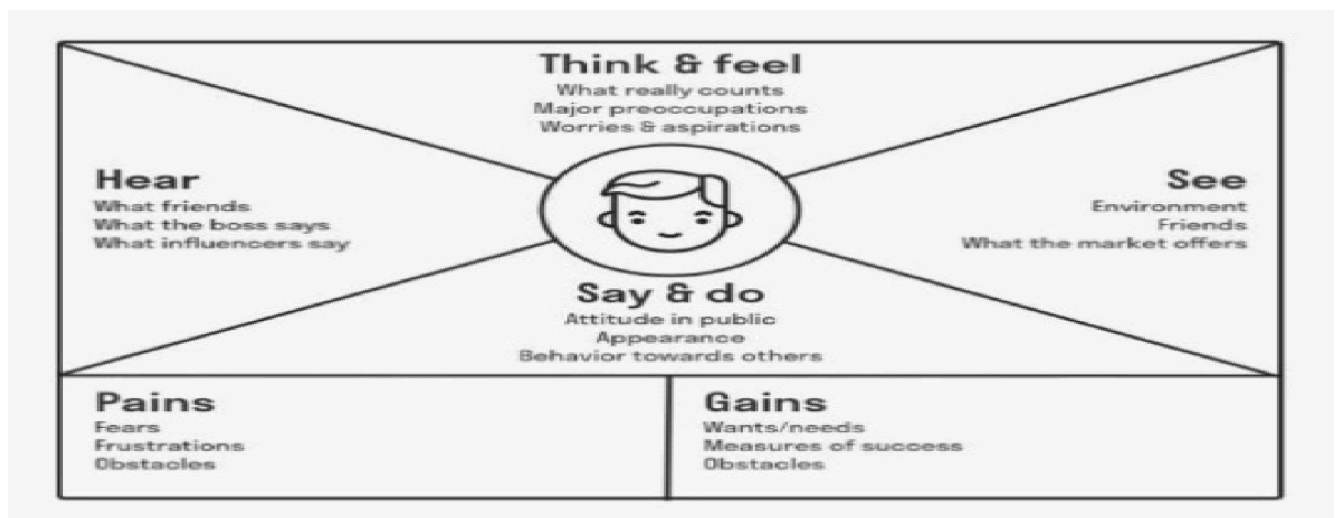 Think & feel
What really counts
Major preoccupations
Worries & aspirations
Hear
What friends
What the boss says
What influencers say
See
Environment
Friends
What the market offers
Say & do
Attitude in public
Appearance
Behavior towards others
Pains
Fears
Frustrations
Obstacles
Gains
Wants/needs
Measures of success
Obstacles